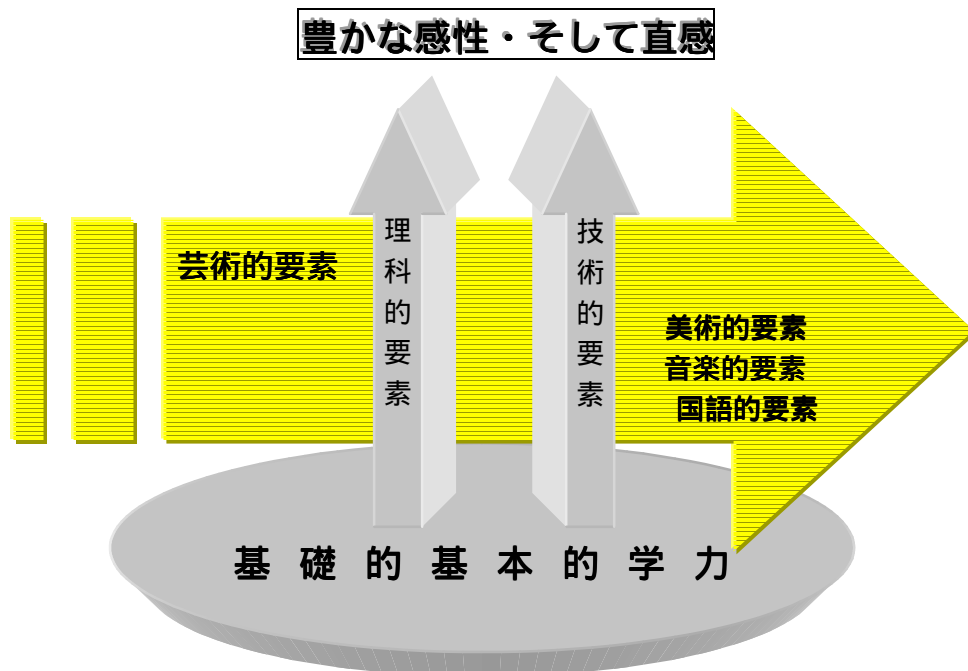 豊かな感性・そして直感
芸術的要素
理科的要素
技術的要素
美術的要素
音楽的要素
国語的要素
基礎的基本的学力